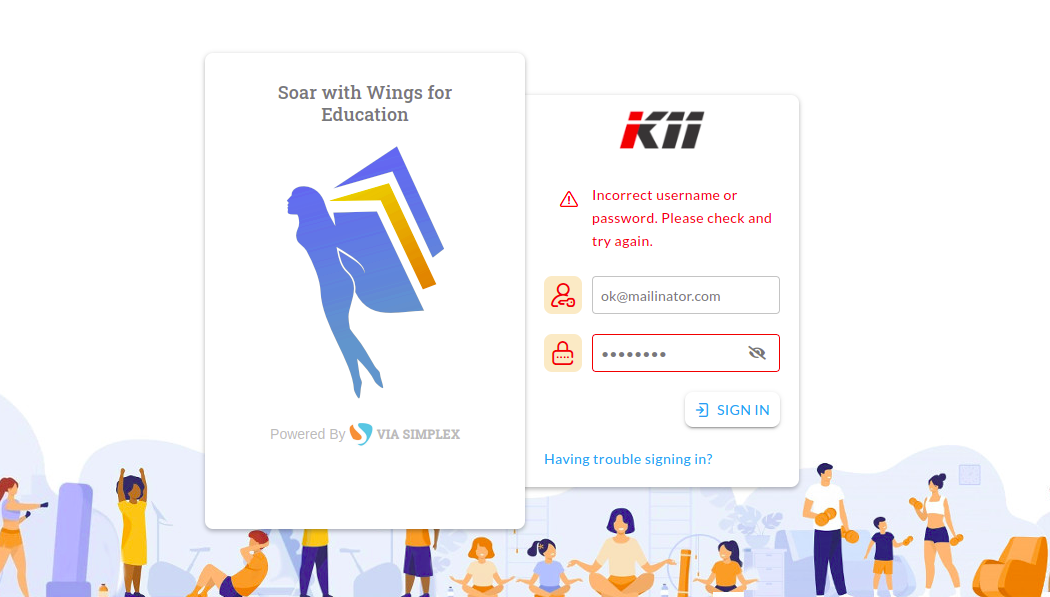 Soar with Wings for
Education
Powered By VIA SIMPLEX
KII
Incorrect username or
password. Please check and
try again.
ok@mailinator.com
••••••••
SIGN IN
Having trouble signing in?